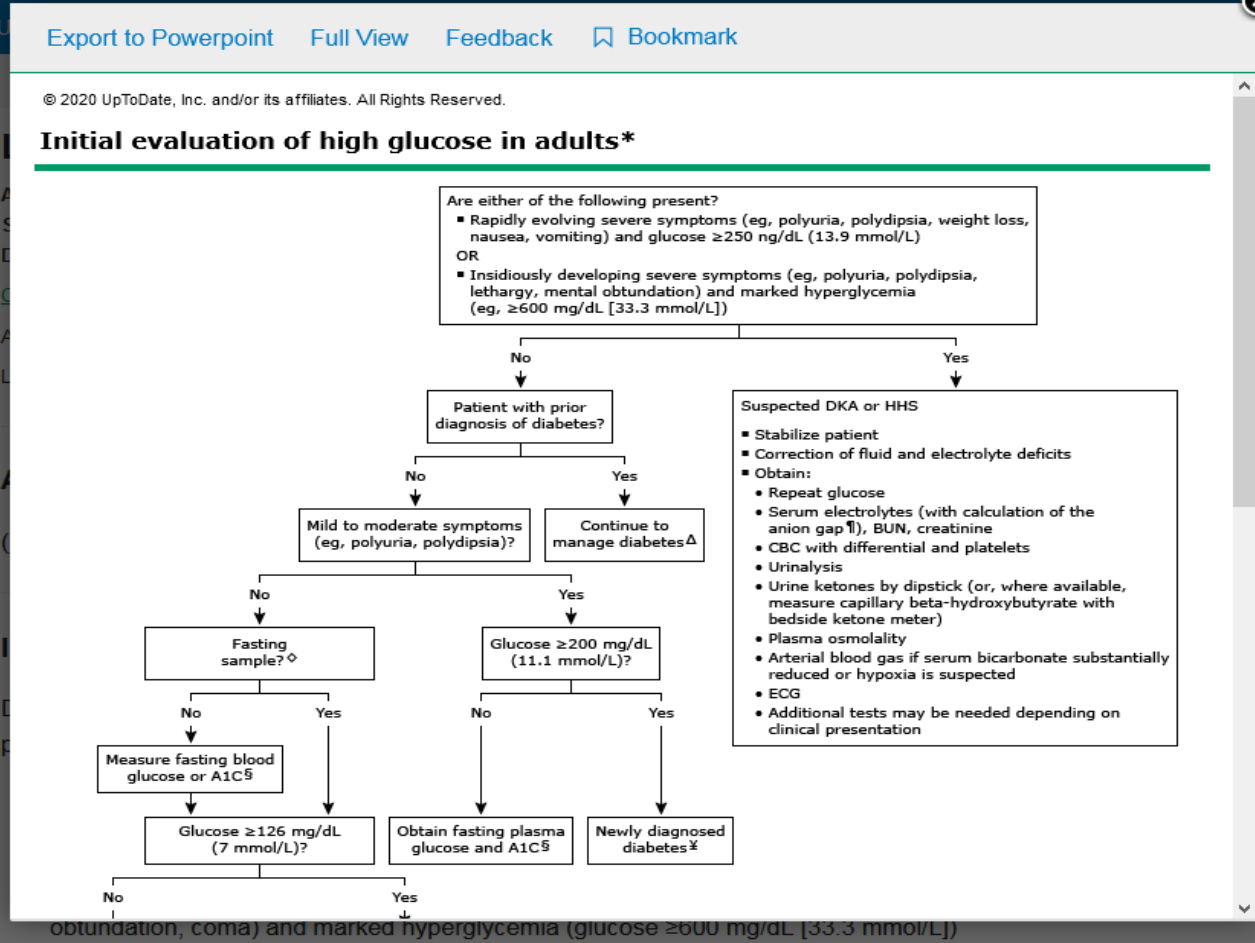 Export to Powerpoint Full View Feedback Bookmark
© 2020 UpToDate, Inc. and/or its affiliates. All Rights Reserved.
Initial evaluation of high glucose in adults*
Are either of the following present?
▪ Rapidly evolving severe symptoms (eg, polyuria, polydipsia, weight loss,
nausea, vomiting) and glucose ≥250 ng/dL (13.9 mmol/L)
OR
▪ Insidiously developing severe symptoms (eg, polyuria, polydipsia,
lethargy, mental obtundation) and marked hyperglycemia
(eg, ≥600 mg/dL [33.3 mmol/L])
No
Yes
Patient with prior
diagnosis of diabetes?
No
Yes
Mild to moderate symptoms
(eg, polyuria, polydipsia)?
Continue to
manage diabetesΔ
No
Yes
Fasting
sample?◇
Glucose ≥200 mg/dL
(11.1 mmol/L)?
No
Yes
No
Yes
Measure fasting blood
glucose or A1C§
Glucose ≥126 mg/dL
(7 mmol/L)?
Obtain fasting plasma
glucose and A1C§
Newly diagnosed
diabetes¥
No
Yes
Suspected DKA or HHS
▪ Stabilize patient
▪ Correction of fluid and electrolyte deficits
▪ Obtain:
• Repeat glucose
• Serum electrolytes (with calculation of the
anion gap¶), BUN, creatinine
• CBC with differential and platelets
• Urinalysis
• Urine ketones by dipstick (or, where available,
measure capillary beta-hydroxybutyrate with
bedside ketone meter)
• Plasma osmolality
• Arterial blood gas if serum bicarbonate substantially
reduced or hypoxia is suspected
• ECG
• Additional tests may be needed depending on
clinical presentation
obtundation, coma) and marked hyperglycemia (glucose ≥600 mg/dL [33.3 mmol/L])